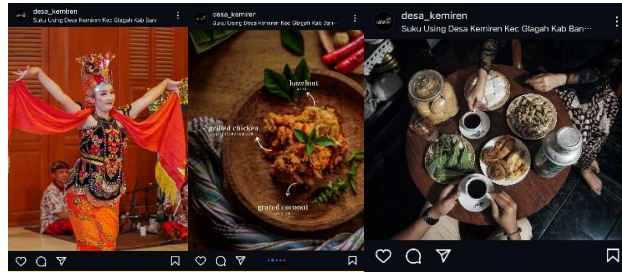 desa_kemiren
Suku Using Desa Kemiren Kec Glagah Kab Ban···
desa_kemiren
Suku Using Desa Kemiren Kec Glagah Kab Ban···
hazelnut
grilled chicken
grated coconut
desa_kemiren
Suku Using Desa Kemiren Kec Glagah Kab Ban···